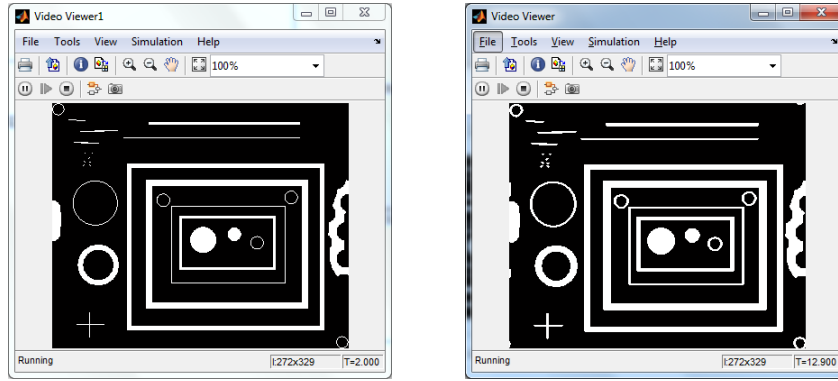 Video Viewer1
File Tools View Simulation Help
100%
Running I:272x329 T=2.000
Video Viewer
File Tools View Simulation Help
100%
Running I:272x329 T=12.900